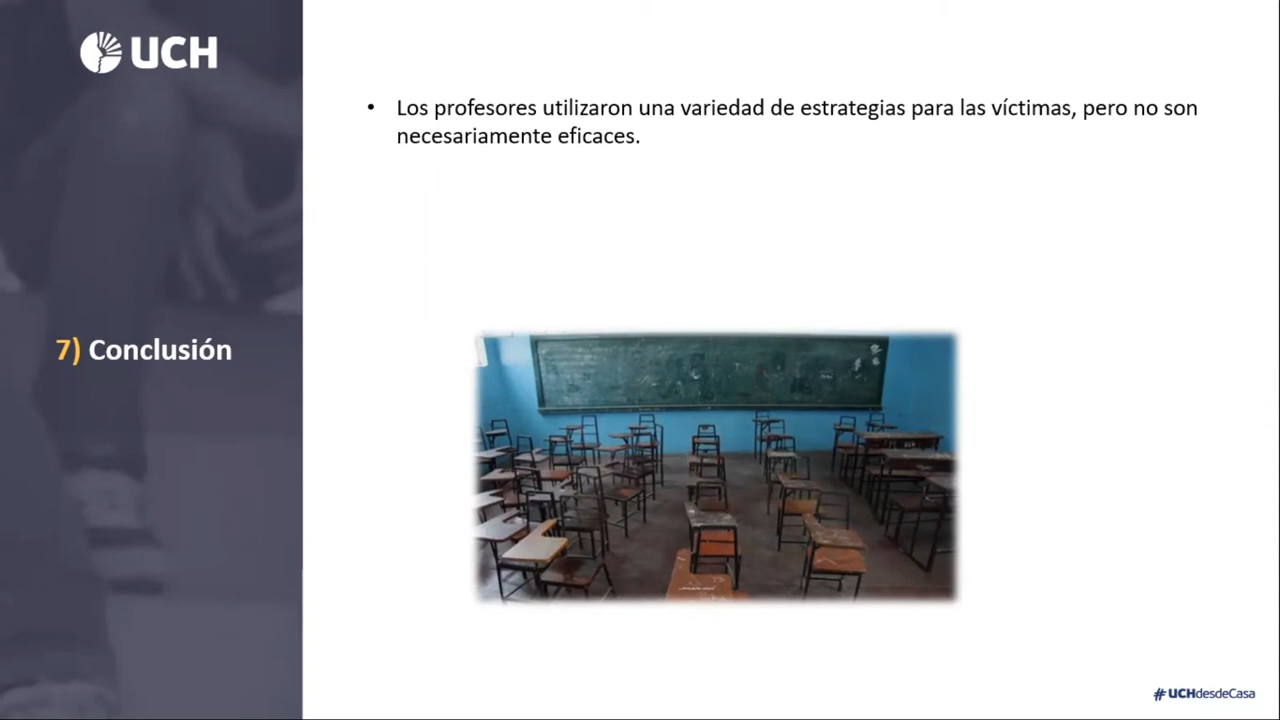 UCH
• Los profesores utilizaron una variedad de estrategias para las víctimas, pero no son
necesariamente eficaces.
7) Conclusión
#UCHdesdeCasa